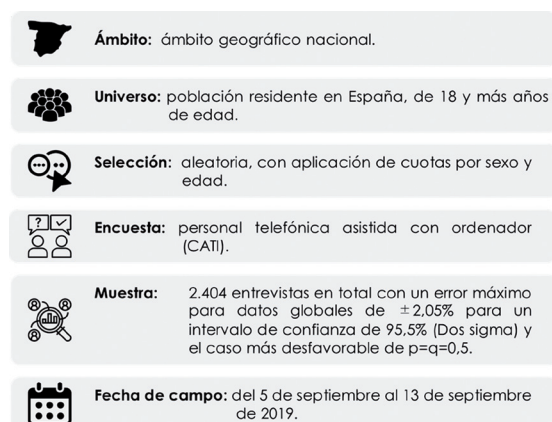 Ámbito: ámbito geográfico nacional.
Universo: población residente en España, de 18 y más años
de edad.
Selección: aleatoria, con aplicación de cuotas por sexo y
edad.
Encuesta: personal telefónica asistida con ordenador
(CATI).
Muestra: 2.404 entrevistas en total con un error máximo
para datos globales de ±2,05% para un
intervalo de confianza de 95,5% (Dos sigma) y
el caso más desfavorable de p=q=0,5.
Fecha de campo: del 5 de septiembre al 13 de septiembre
de 2019.